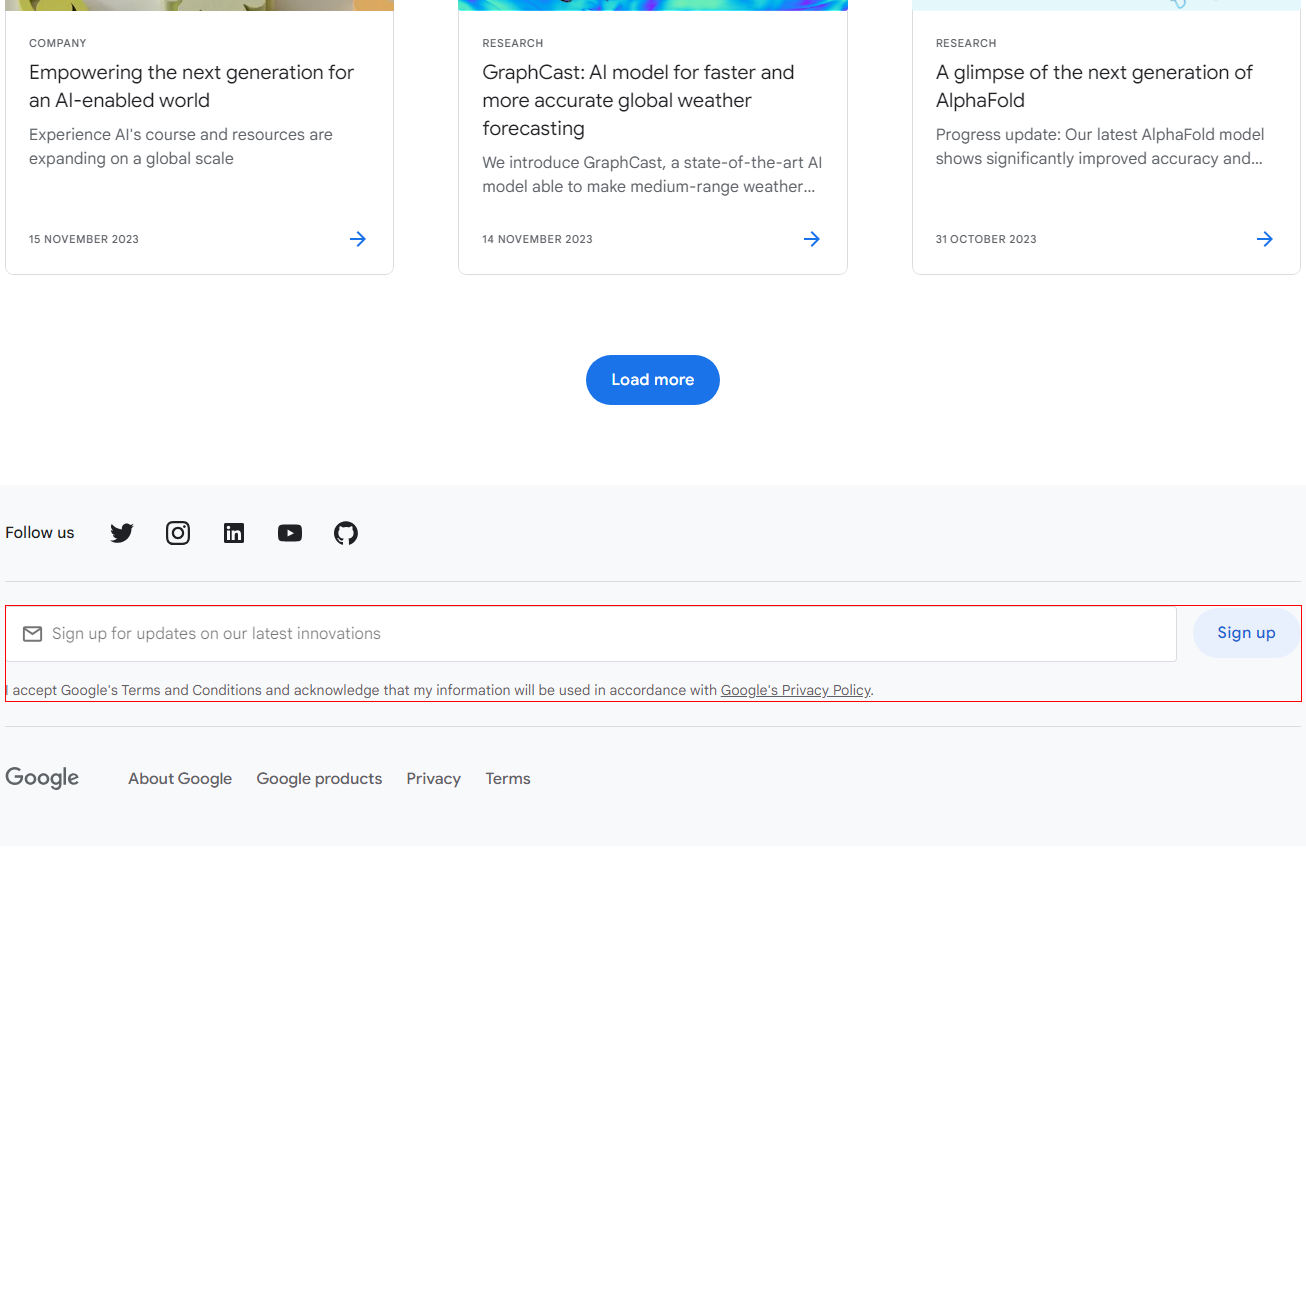 COMPANY
Empowering the next generation for
an AI-enabled world
Experience AI's course and resources are
expanding on a global scale
15 NOVEMBER 2023
RESEARCH
GraphCast: AI model for faster and
more accurate global weather
forecasting
We introduce GraphCast, a state-of-the-art AI
model able to make medium-range weather...
14 NOVEMBER 2023
RESEARCH
A glimpse of the next generation of
AlphaFold
Progress update: Our latest AlphaFold model
shows significantly improved accuracy and...
31 OCTOBER 2023
Load more
Follow us
Sign up for updates on our latest innovations
Sign up
I accept Google's Terms and Conditions and acknowledge that my information will be used in accordance with Google's Privacy Policy.
Google
About Google
Google products
Privacy
Terms